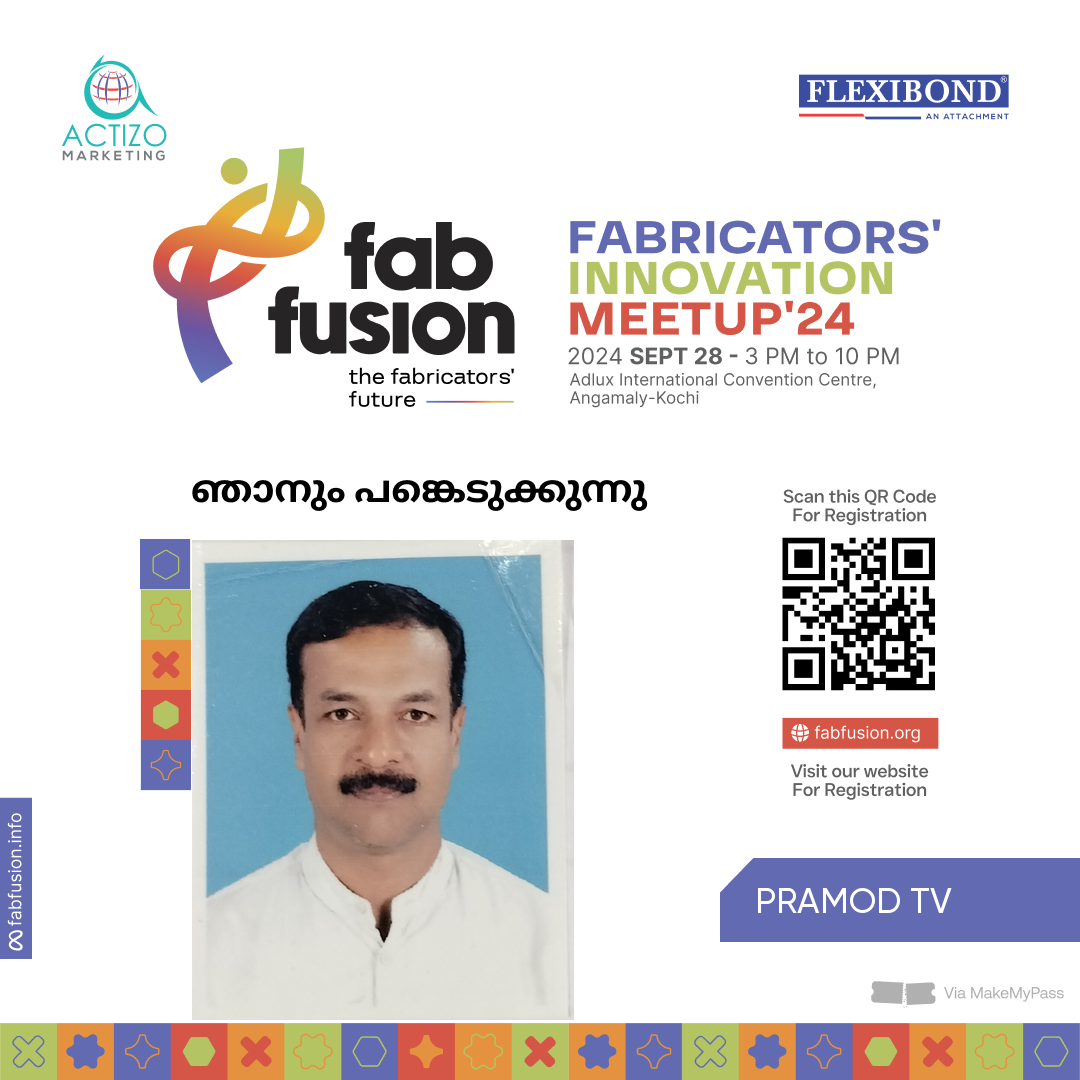 ACTIZO
MARKETING
FLEXIBOND®
AN ATTACHMENT
fab
fusion
the fabricators'
future
FABRICATORS'
INNOVATION
MEETUP'24
2024 SEPT 28 - 3 PM to 10 PM
Adlux International Convention Centre,
Angamaly-Kochi
ഞാനും പങ്കെടുക്കുന്നു
Scan this QR Code
For Registration
fabfusion.org
Visit our website
For Registration
fabfusion.info
PRAMOD TV
Via MakeMyPass